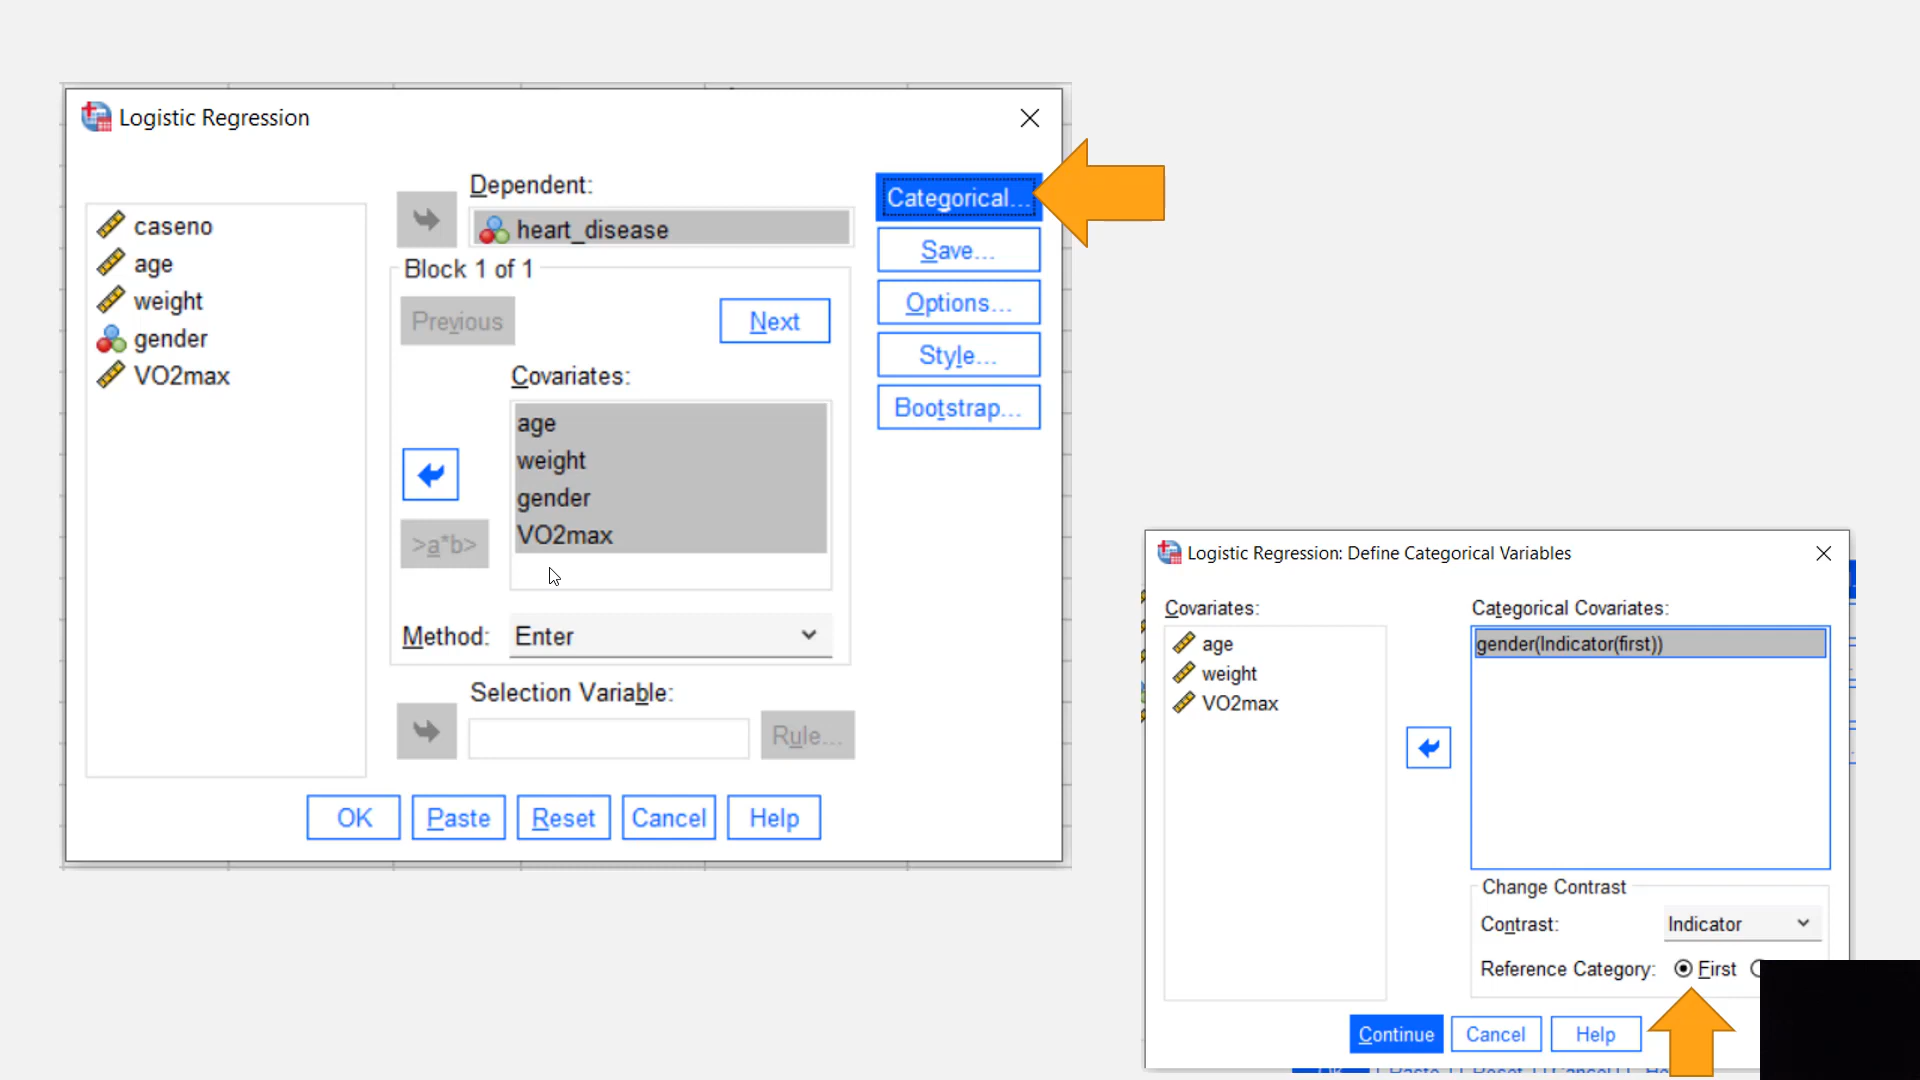 Logistic Regression
caseno
age
weight
gender
VO2max
Dependent:
heart_disease
Block 1 of 1
Previous
Next
Covariates:
age
weight
gender
VO2max
>a*b>
Method:
Enter
Selection Variable:
Rule...
Categorical...
Save...
Options...
Style...
Bootstrap...
OK
Paste
Reset
Cancel
Help
Logistic Regression: Define Categorical Variables
Covariates:
age
weight
VO2max
Categorical Covariates:
gender(Indicator(first))
Change Contrast
Contrast:
Indicator
Reference Category:
First
Continue
Cancel
Help